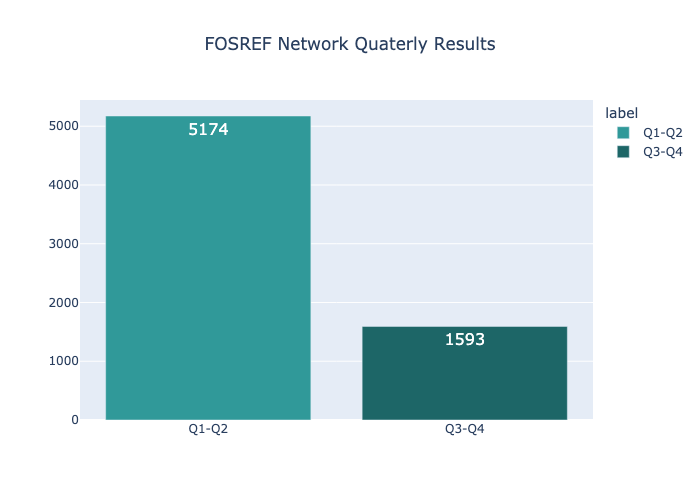 FOSREF Network Quaterly Results
label
Q1-Q2
Q3-Q4
5000
4000
3000
2000
1000
0
5174
1593
Q1-Q2
Q3-Q4